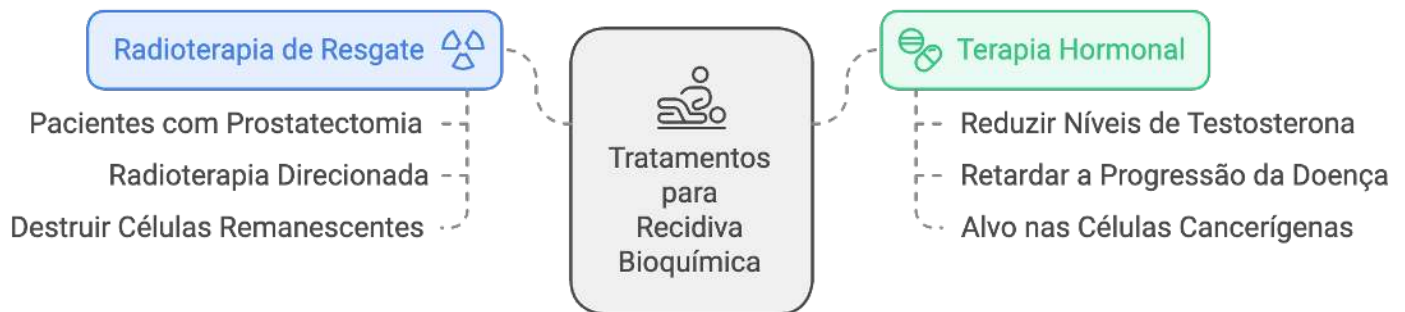 Radioterapia de Resgate
Pacientes com Prostatectomia
Radioterapia Direcionada
Destruir Células Remanescentes
Tratamentos
para
Recidiva
Bioquímica
Terapia Hormonal
Reduzir Níveis de Testosterona
Retardar a Progressão da Doença
Alvo nas Células Cancerígenas